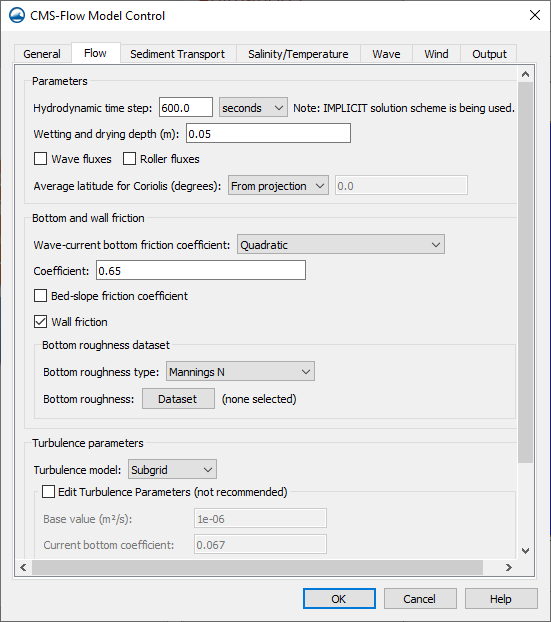 CMS-Flow Model Control
General Flow Sediment Transport Salinity/Temperature Wave Wind Output
Parameters
Hydrodynamic time step: 600.0 seconds Note: IMPLICIT solution scheme is being used.
Wetting and drying depth (m): 0.05
Wave fluxes Roller fluxes
Average latitude for Coriolis (degrees): From projection 0.0
Bottom and wall friction
Wave-current bottom friction coefficient: Quadratic
Coefficient: 0.65
Bed-slope friction coefficient
Wall friction
Bottom roughness dataset
Bottom roughness type: Mannings N
Bottom roughness: Dataset (none selected)
Turbulence parameters
Turbulence model: Subgrid
Edit Turbulence Parameters (not recommended)
Base value (m²/s): 1e-06
Current bottom coefficient: 0.067
OK Cancel Help